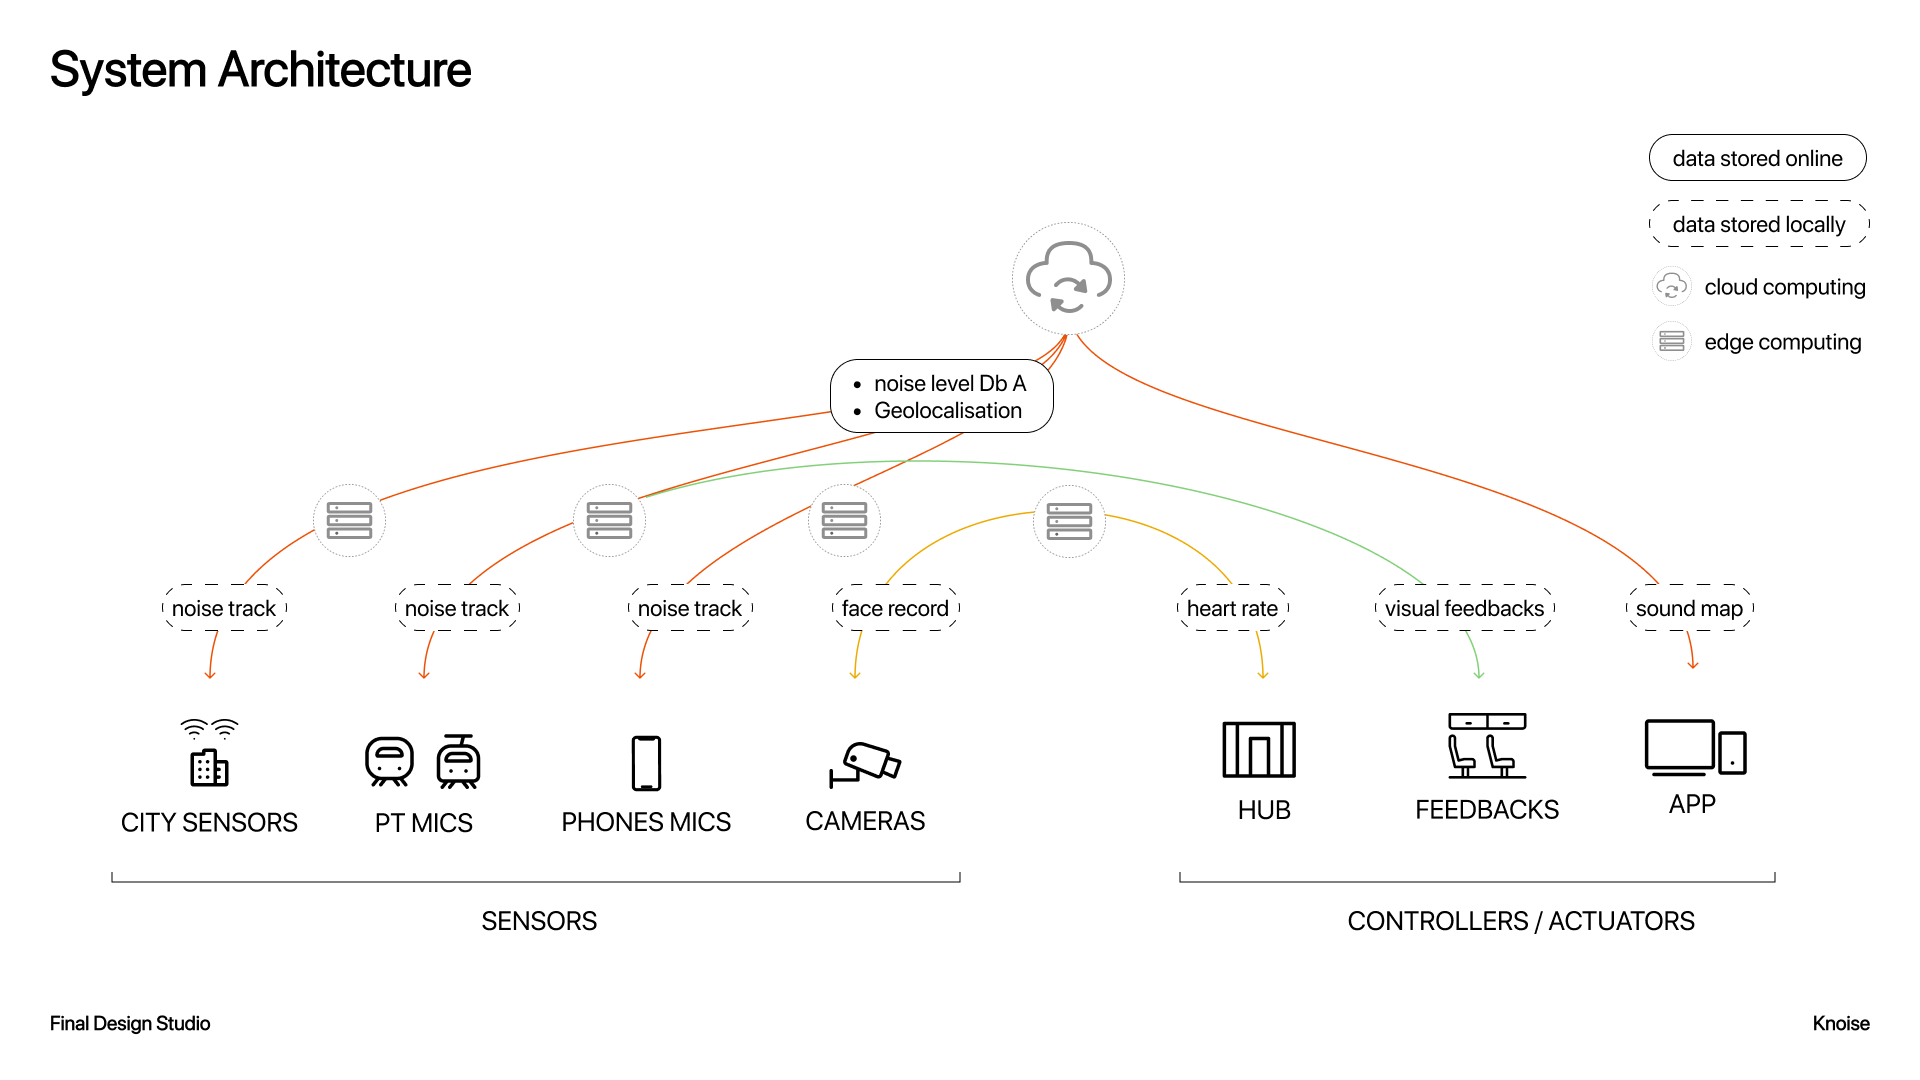 System Architecture
data stored online
data stored locally
cloud computing
edge computing
• noise level Db A
• Geolocalisation
noise track
noise track
noise track
face record
heart rate
visual feedbacks
sound map
CITY SENSORS
PT MICS
PHONES MICS
CAMERAS
HUB
FEEDBACKS
APP
SENSORS
CONTROLLERS / ACTUATORS
Final Design Studio
Knoise